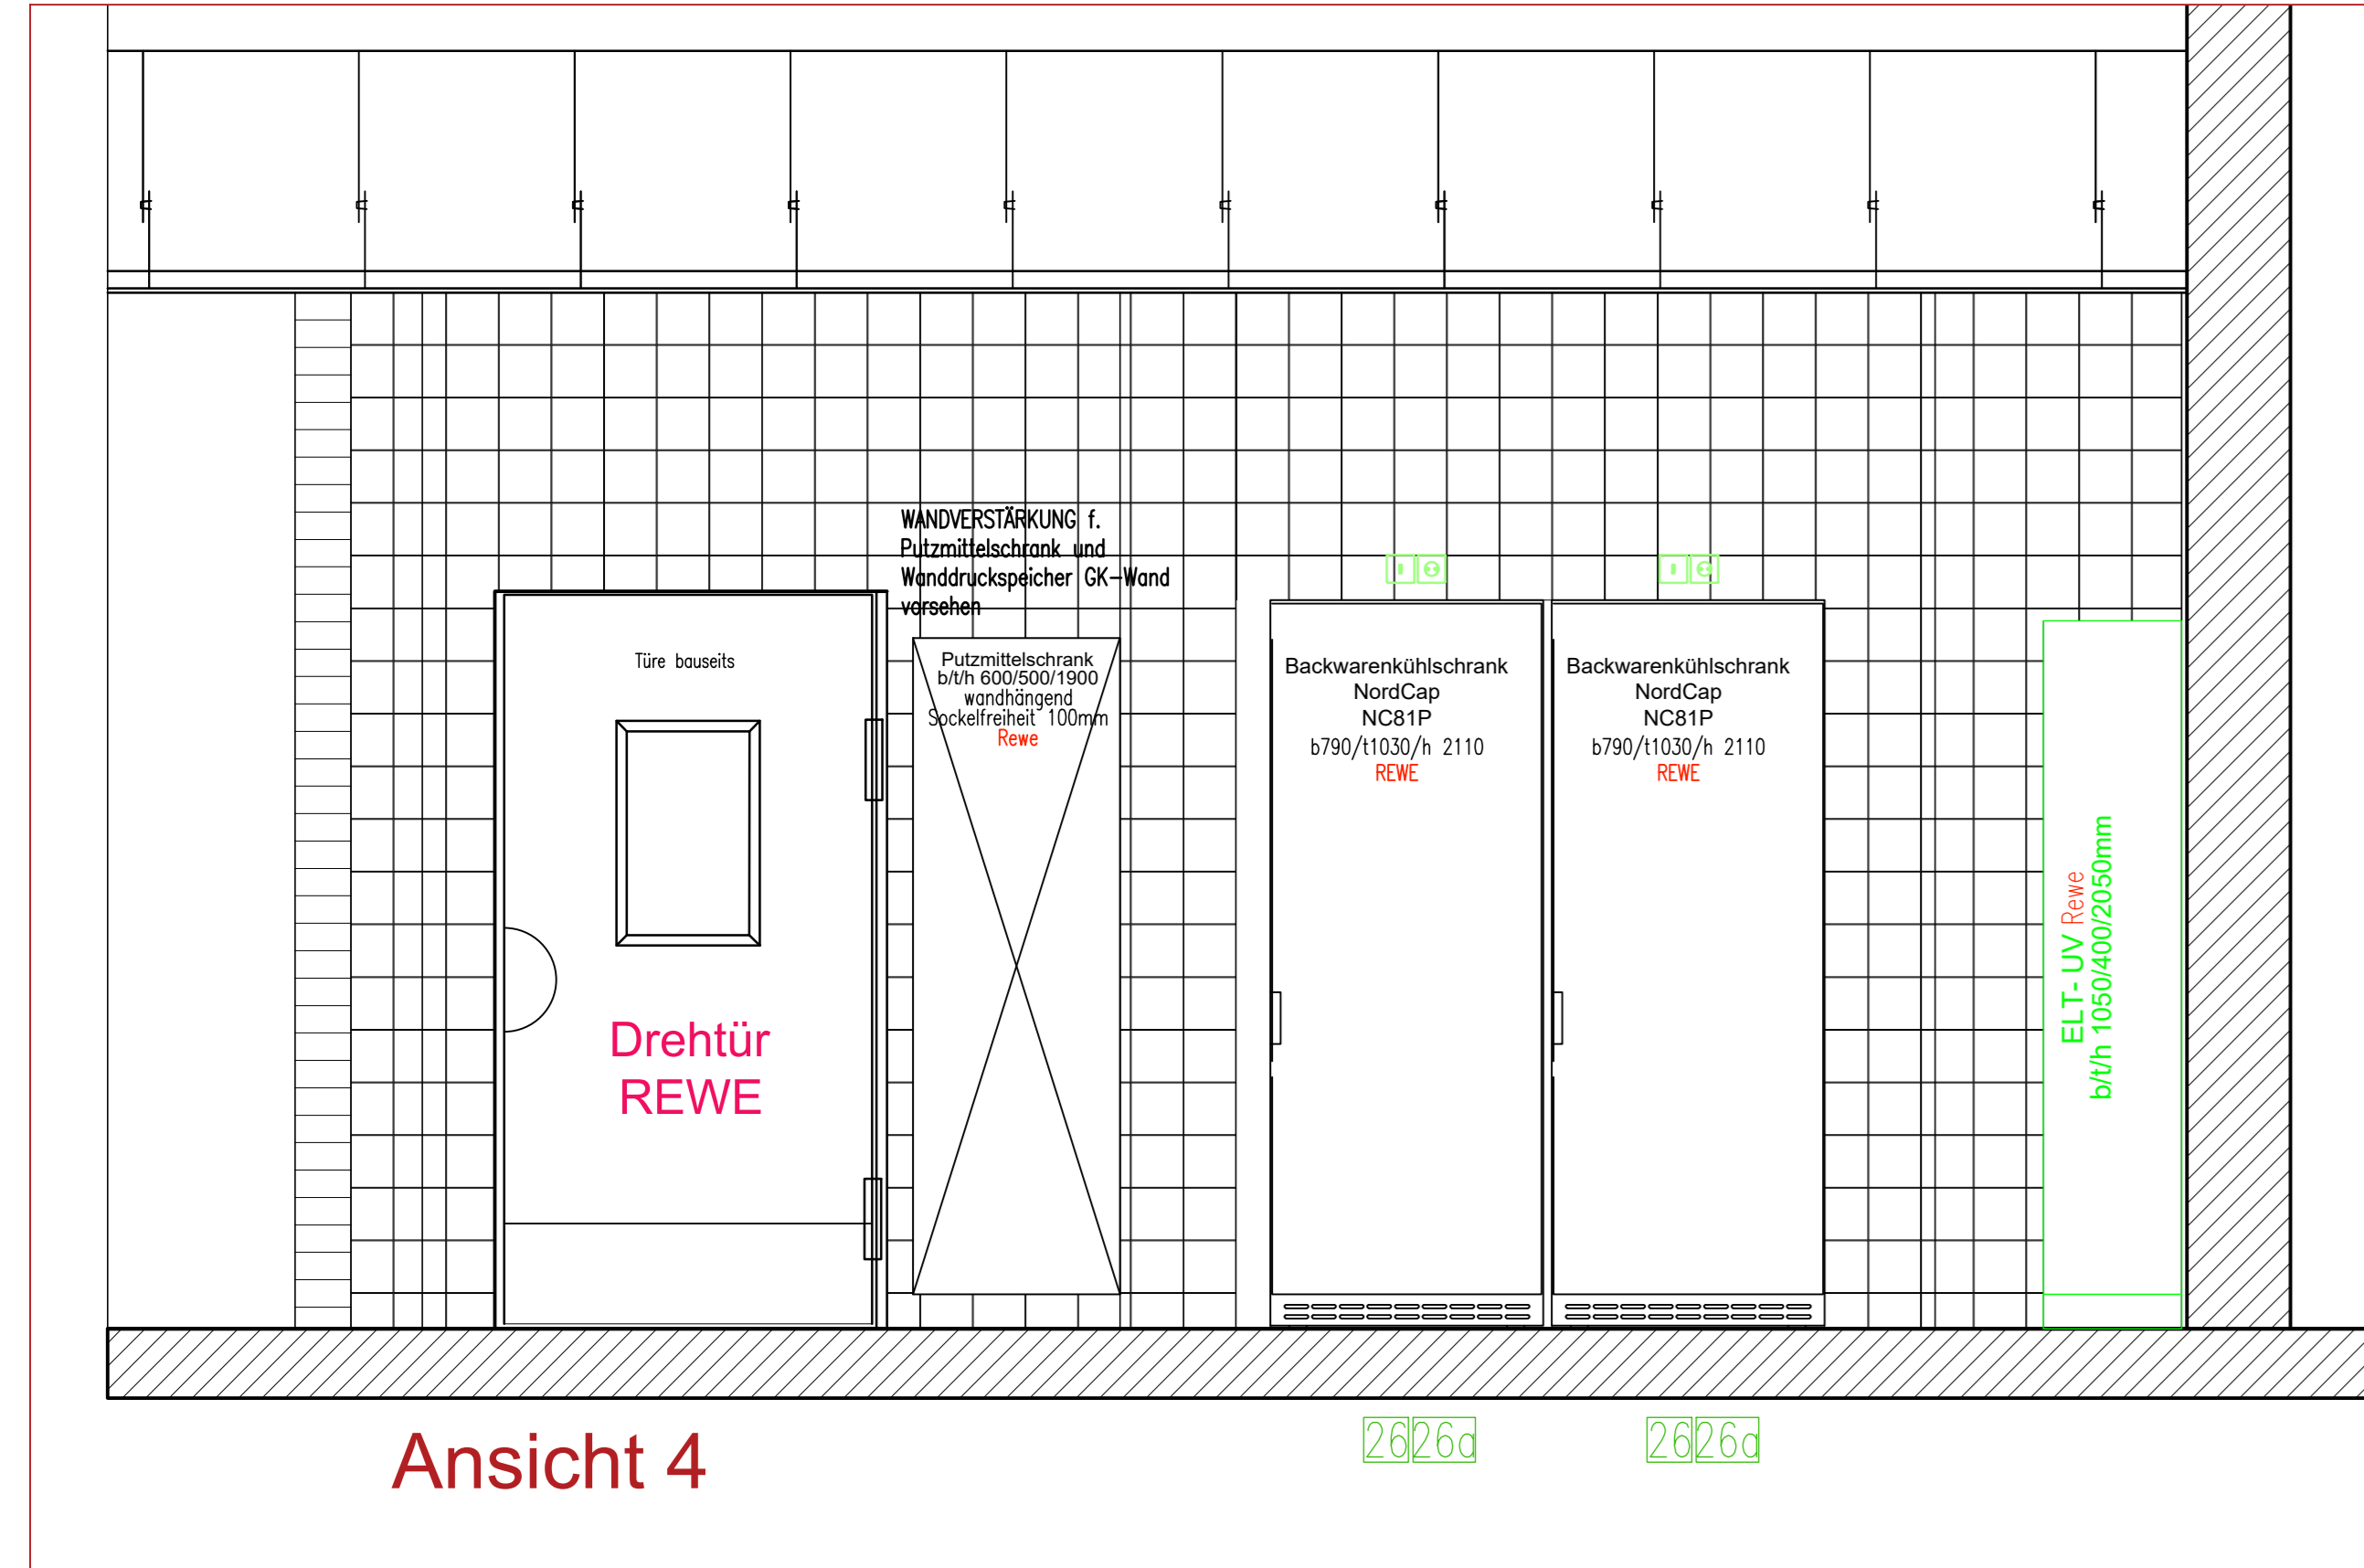 WANDVERSTÄRKUNG f.
Putzmittelschrank und
Wanddruckspeicher GK-Wand
vorsehen
Türe bauseits
Drehtür
REWE
Putzmittelschrank
b/t/h 600/500/1900
wandhängend
Sockelfreiheit 100mm
Rewe
Backwarenkühlschrank
NordCap
NC81P
b790/t1030/h 2110
REWE
Backwarenkühlschrank
NordCap
NC81P
b790/t1030/h 2110
REWE
ELT- UV Rewe
b/t/h 1050/400/2050mm
26 26a
26 26a
Ansicht 4